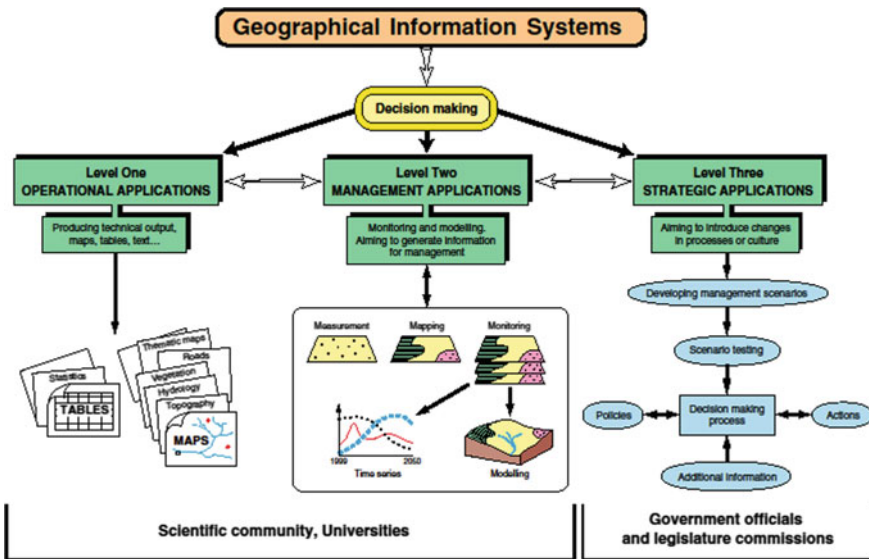 Geographical Information Systems
Decision making
Level One
OPERATIONAL APPLICATIONS
Level Two
MANAGEMENT APPLICATIONS
Level Three
STRATEGIC APPLICATIONS
Producing technical output,
maps, tables, text....
Monitoring and modelling.
Aiming to generate information
for management
Aiming to introduce changes
in processes or culture
Developing management scenarios
Measurement
Mapping
Monitoring
Scenario testing
Thematic maps
Roads
Vegetation
Hydrology
Topography
MAPS
Statistics
TABLES
1999
2050
Time series
Modelling
Policies
Decision making
process
Actions
Additional information
Scientific community, Universities
Government officials
and legislature commissions